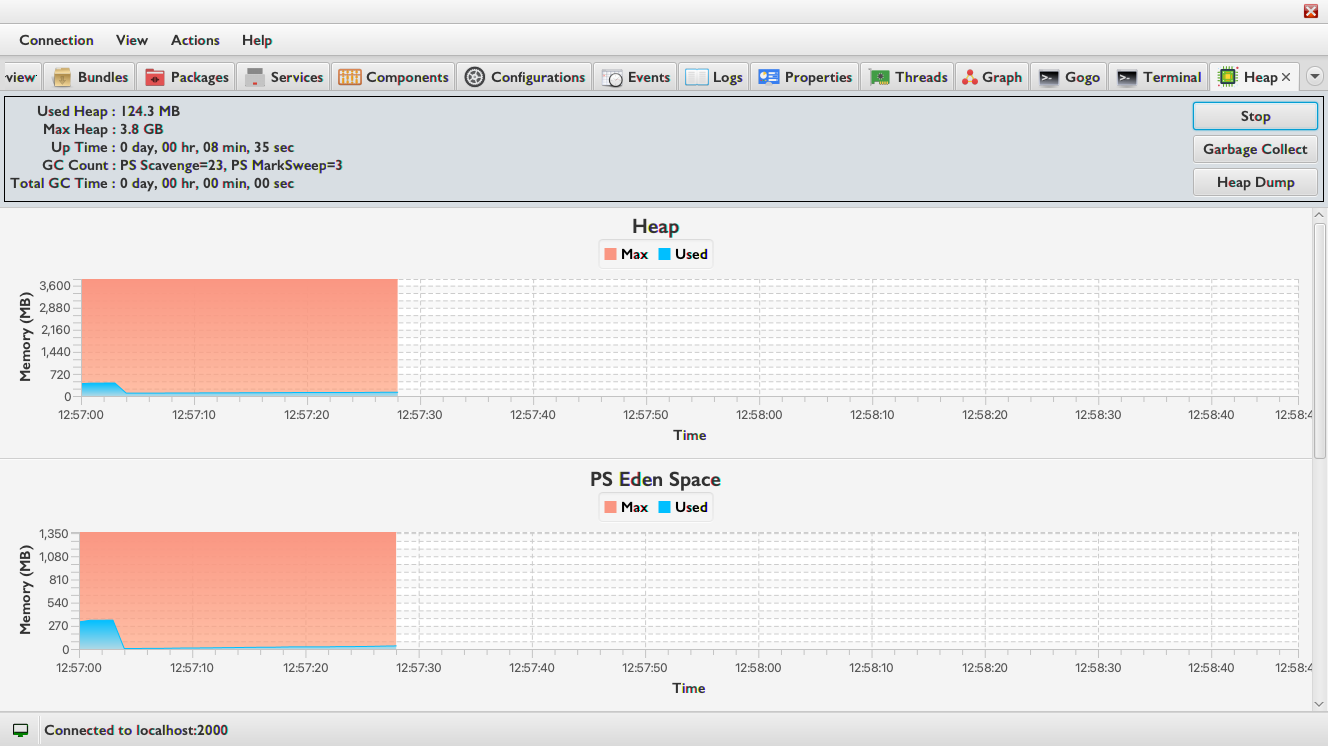 Connection View Actions Help
view Bundles Packages Services Components Configurations Events Logs Properties Threads Graph Gogo Terminal Heap
Used Heap : 124.3 MB
Max Heap : 3.8 GB
Up Time : 0 day, 00 hr, 08 min, 35 sec
GC Count : PS Scavenge=23, PS MarkSweep=3
Total GC Time : 0 day, 00 hr, 00 min, 00 sec
Stop
Garbage Collect
Heap Dump
Heap
Max Used
Memory (MB)
3,600
2,880
2,160
1,440
720
0
12:57:00 12:57:10 12:57:20 12:57:30 12:57:40 12:57:50 12:58:00 12:58:10 12:58:20 12:58:30 12:58:40 12:58:4
Time
PS Eden Space
Max Used
Memory (MB)
1,350
1,080
810
540
270
0
12:57:00 12:57:10 12:57:20 12:57:30 12:57:40 12:57:50 12:58:00 12:58:10 12:58:20 12:58:30 12:58:40 12:58:4
Time
Connected to localhost:2000